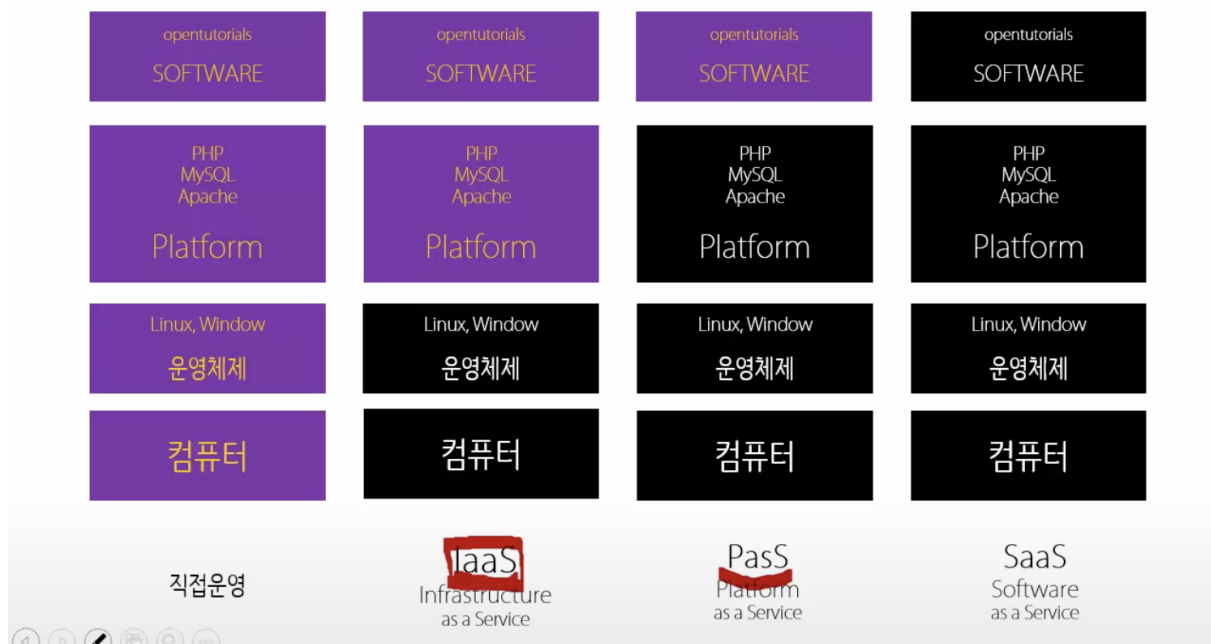 opentutorials
SOFTWARE
opentutorials
SOFTWARE
opentutorials
SOFTWARE
opentutorials
SOFTWARE
PHP
MySQL
Apache
Platform
PHP
MySQL
Apache
Platform
PHP
MySQL
Apache
Platform
PHP
MySQL
Apache
Platform
Linux, Window
운영체제
Linux, Window
운영체제
Linux, Window
운영체제
Linux, Window
운영체제
컴퓨터
컴퓨터
컴퓨터
컴퓨터
직접운영
IaaS
Infrastructure
as a Service
PasS
Platform
as a Service
SaaS
Software
as a Service